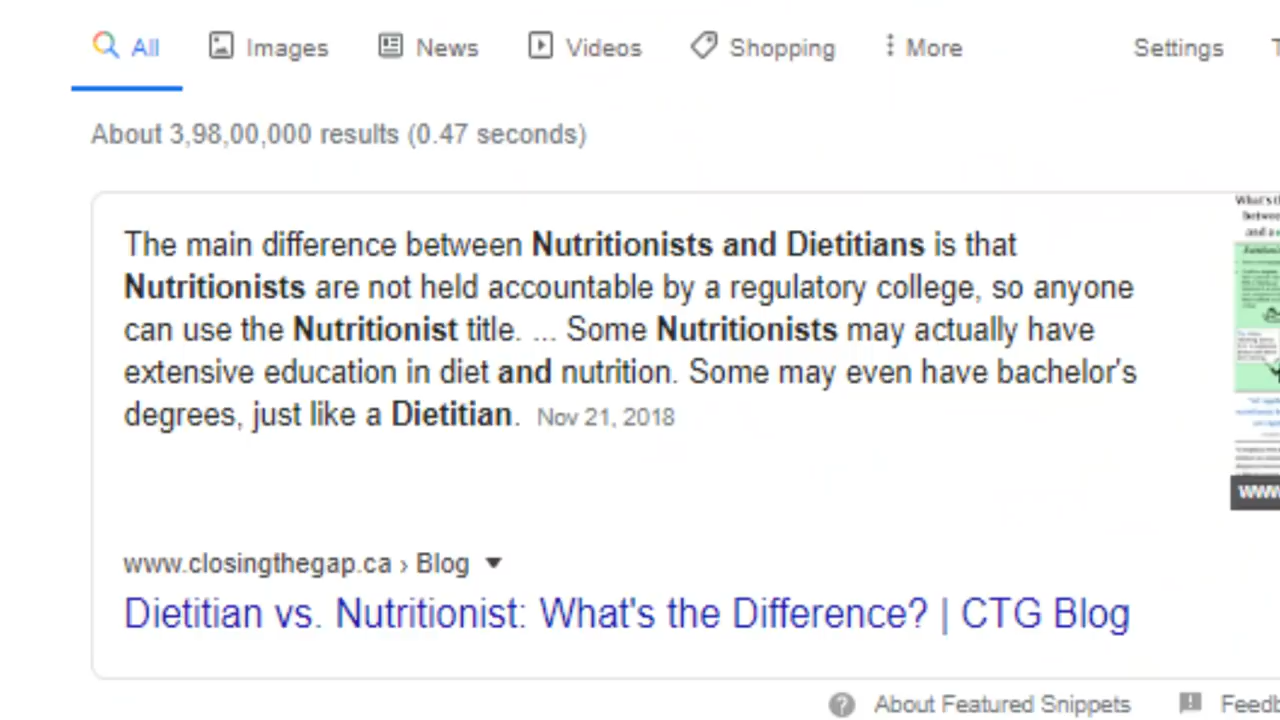 All Images News Videos Shopping More Settings
About 3,98,00,000 results (0.47 seconds)
The main difference between Nutritionists and Dietitians is that
Nutritionists are not held accountable by a regulatory college, so anyone
can use the Nutritionist title. ... Some Nutritionists may actually have
extensive education in diet and nutrition. Some may even have bachelor's
degrees, just like a Dietitian. Nov 21, 2018
www.closingthegap.ca › Blog
Dietitian vs. Nutritionist: What's the Difference? | CTG Blog
About Featured Snippets